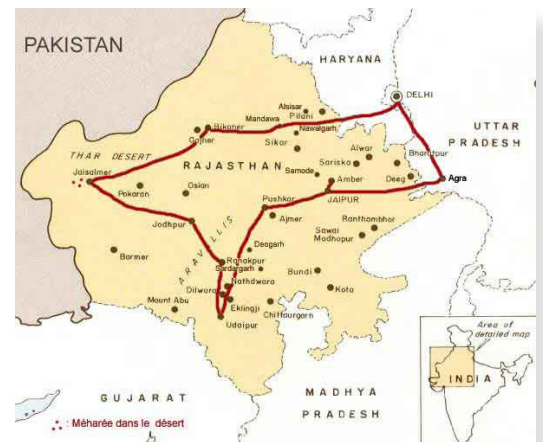 PAKISTAN
HARYANA
DELHI
Alsisar
Pilani
Mandawa
Nawalgarh
Bikaner
Gajner
Sikar
UTTAR
PRADESH
THAR DESERT
RAJASTHAN
Alwar
Bharatpur
Sariska
Samode
Amber
Deeg
Agra
Jaisalmer
Pokaran
Osian
Pushkar
JAIPUR
Ajmer
Ranthambhor
Jodhpur
ARAVELLIS
Sawai
Madhopur
Deogarh
Barmer
Ranakpur
Sardargarh
Nathdwara
Bundi
Dilwara
Kota
Mount Abu
Eklingji
Chittaurgarh
Udaipur
Area of
detailed map
INDIA
GUJARAT
MADHYA
PRADESH
: Méharée dans le désert